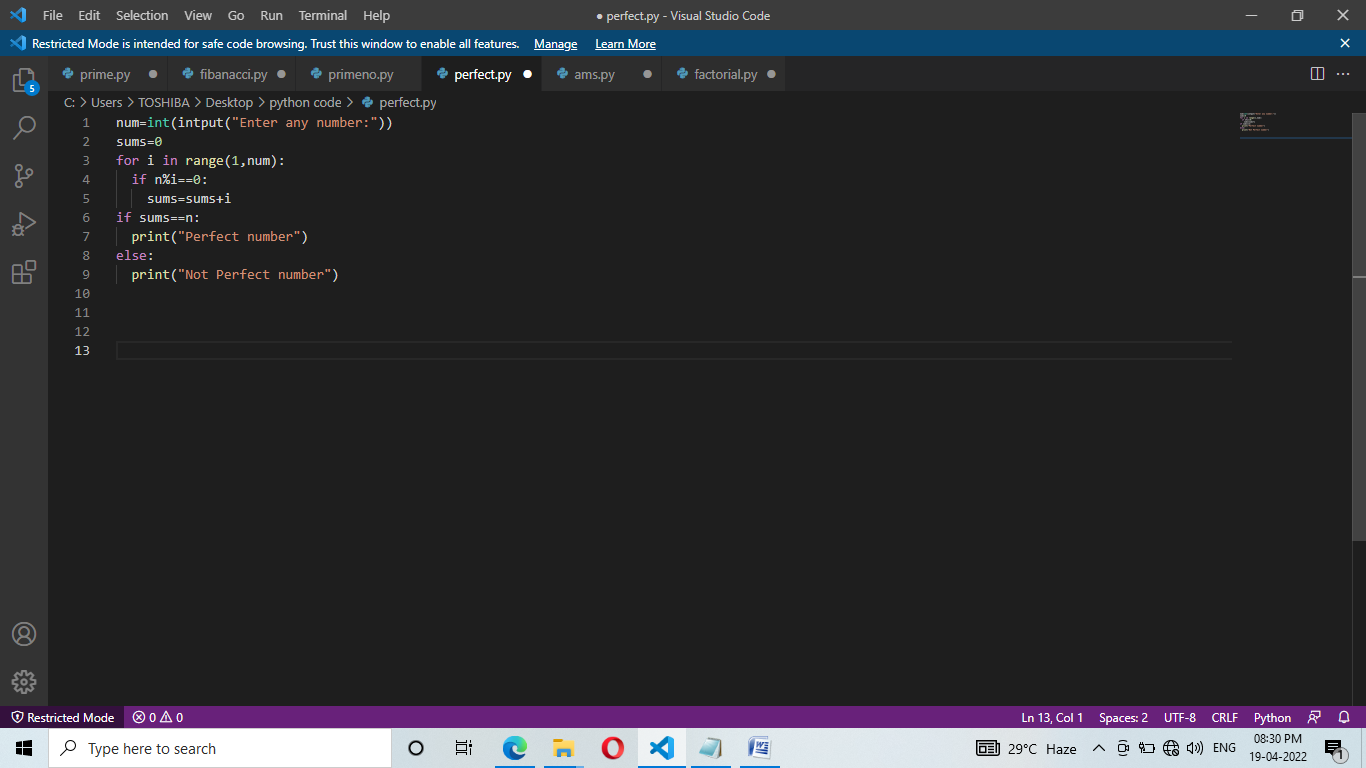 File Edit Selection View Go Run Terminal Help ● perfect.py - Visual Studio Code
Restricted Mode is intended for safe code browsing. Trust this window to enable all features. Manage Learn More
prime.py ● fibanacci.py ● primeno.py perfect.py ● ams.py ● factorial.py ●
C: > Users > TOSHIBA > Desktop > python code > perfect.py
1 num=int(intput("Enter any number:"))
2 sums=0
3 for i in range(1,num):
4   if n%i==0:
5     sums=sums+i
6 if sums==n:
7   print("Perfect number")
8 else:
9   print("Not Perfect number")
10
11
12
13
5
Restricted Mode 0 0 Ln 13, Col 1 Spaces: 2 UTF-8 CRLF Python
Type here to search 29°C Haze ENG 08:30 PM
19-04-2022 1